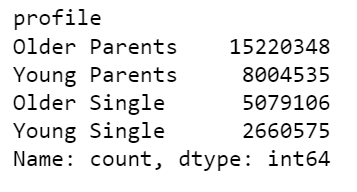 profile
Older Parents    15220348
Young Parents     8004535
Older Single      5079106
Young Single      2660575
Name: count, dtype: int64